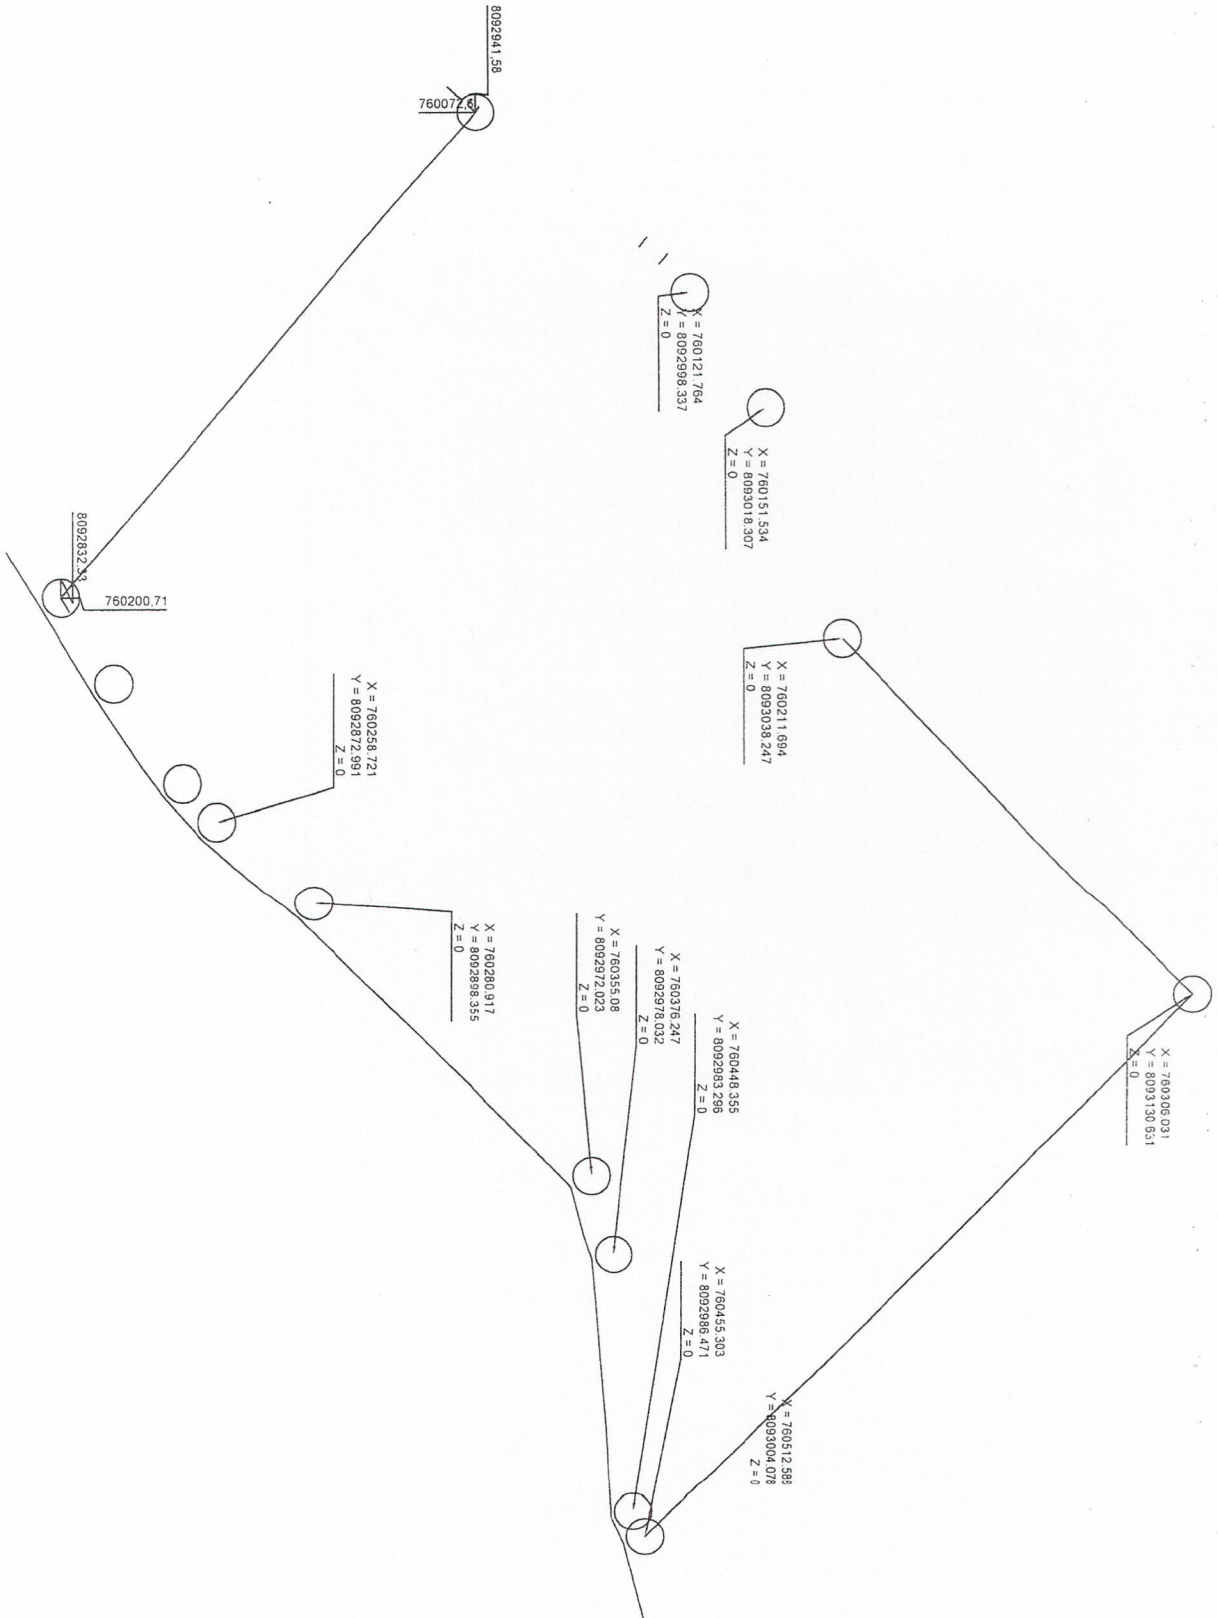 8092941,58
760072,6
X = 760121.764
Y = 8092998.337
Z = 0
X = 760151.534
Y = 8093018.307
Z = 0
8092832,33
760200,71
X = 760211.694
Y = 8093038.247
Z = 0
X = 760258.721
Y = 8092872.991
Z = 0
X = 760280.917
Y = 8092898.355
Z = 0
X = 760355.08
Y = 8092972.023
Z = 0
X = 760376.247
Y = 8092978.032
Z = 0
X = 760448.355
Y = 8092983.296
Z = 0
X = 760306.031
Y = 8093130.631
Z = 0
X = 760455.303
Y = 8092986.471
Z = 0
X = 760512.588
Y = 8093004.078
Z = 0